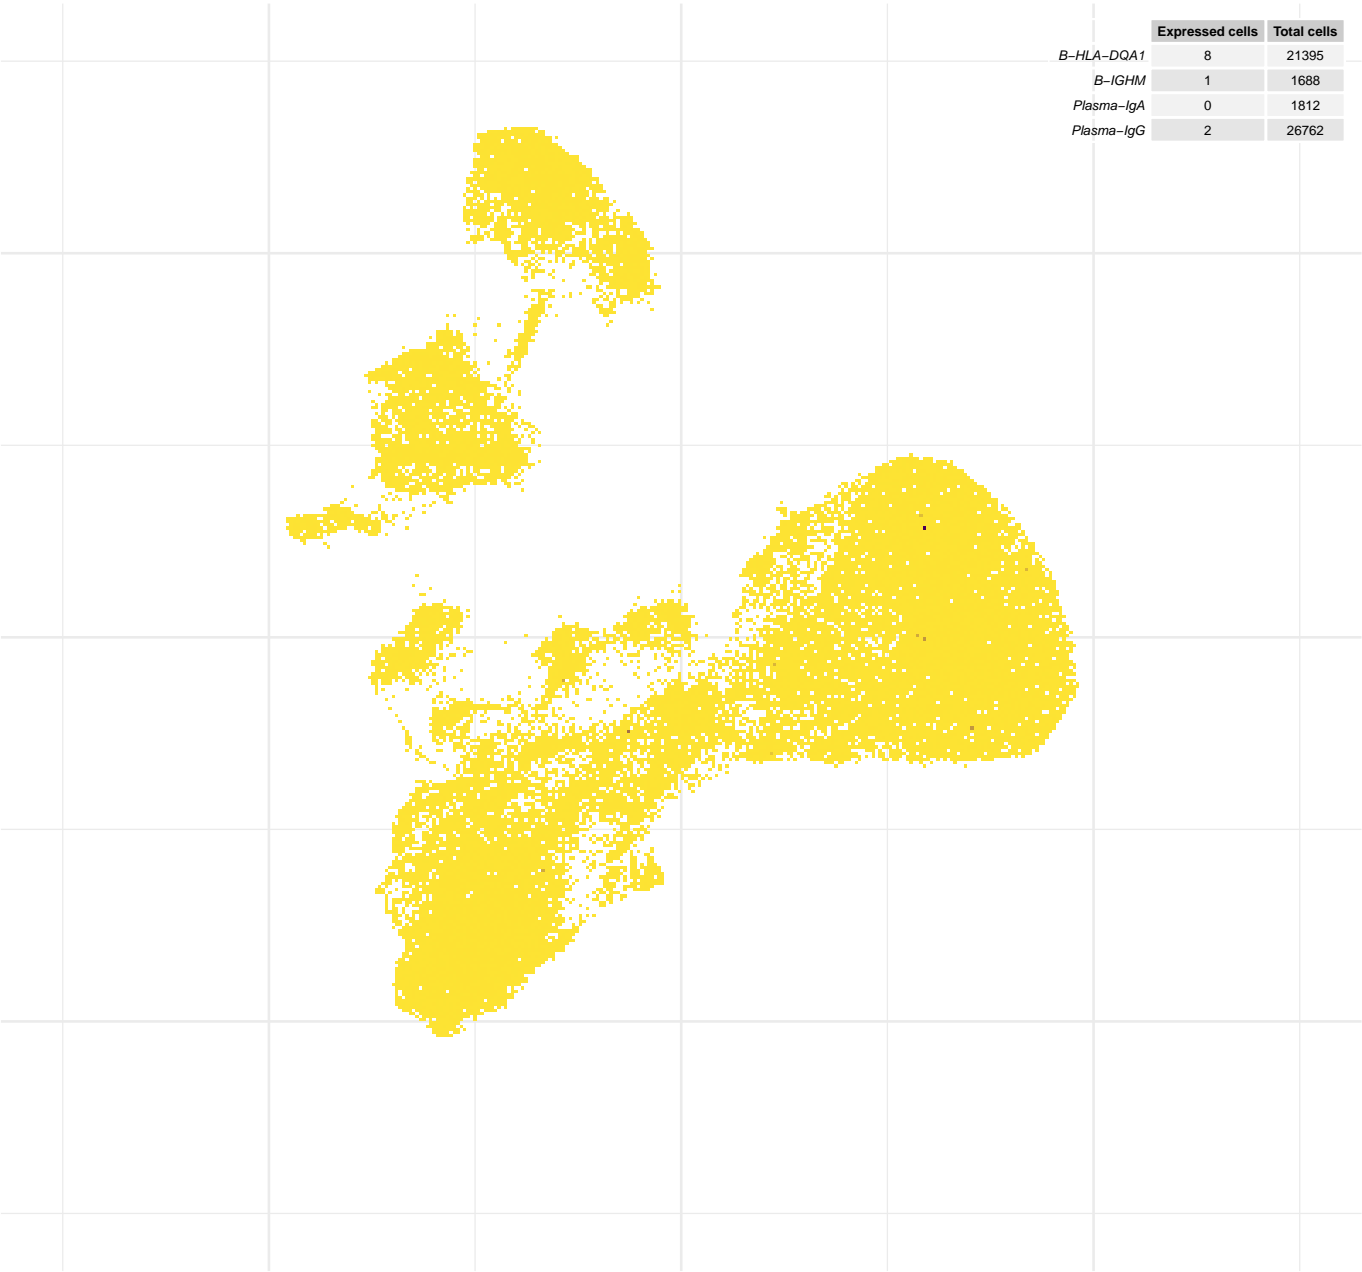 Expressed cells Total cells
B−HLA−DQA1 8 21395
B−IGHM 1 1688
Plasma−IgA 0 1812
Plasma−IgG 2 26762